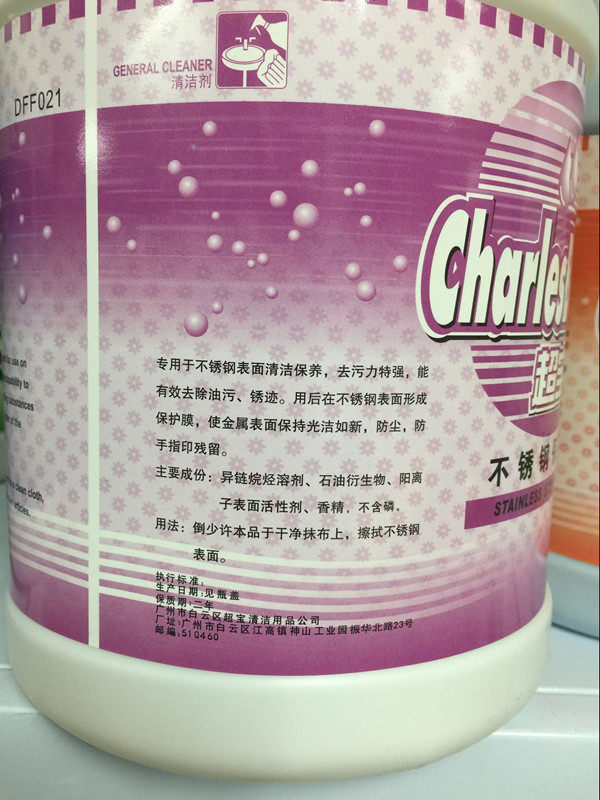 GENERAL CLEANER
清洁剂
DFF021
Charles
超
不锈钢
STAINLESS
专用于不锈钢表面清洁保养，去污力特强，能
有效去除油污、锈迹。用后在不锈钢表面形成
保护膜，使金属表面保持光洁如新，防尘，防
手指印残留。
主要成份：异链烷烃溶剂、石油衍生物、阳离
子表面活性剂、香精，不含磷。
用法：倒少许本品于干净抹布上，擦拭不锈钢
表面。
执行标准：
生产日期：见瓶盖
保质期：二年
广州市白云区超宝清洁用品公司
厂址：广州市白云区江高镇神山工业园振华北路23号
邮编：510460
use on
to
substances
a clean cloth,